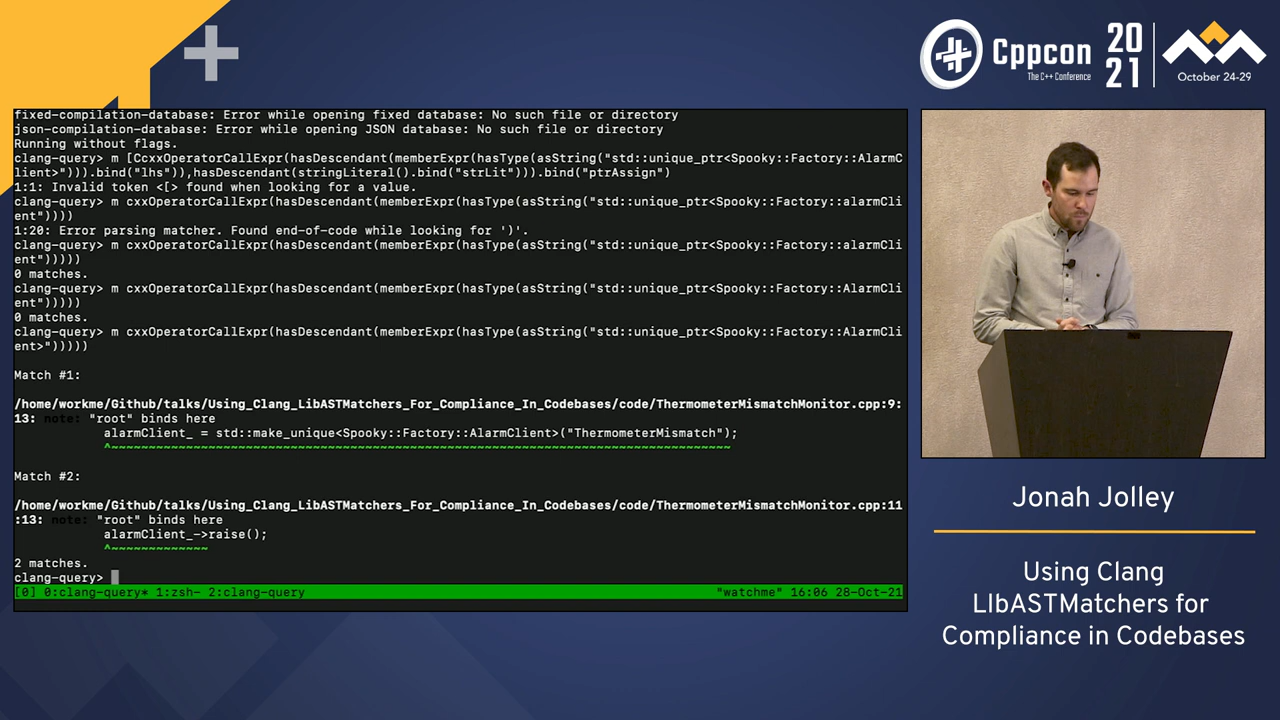 Cppcon
The C++ Conference
20
21
October 24-29
fixed-compilation-database: Error while opening fixed database: No such file or directory
json-compilation-database: Error while opening JSON database: No such file or directory
Running without flags.
clang-query> m [CcxxOperatorCallExpr(hasDescendant(memberExpr(hasType(asString("std::unique_ptr<Spooky::Factory::AlarmC
lient>"))).bind("lhs")),hasDescendant(stringLiteral().bind("strLit"))).bind("ptrAssign")
1:1: Invalid token <[> found when looking for a value.
clang-query> m cxxOperatorCallExpr(hasDescendant(memberExpr(hasType(asString("std::unique_ptr<Spooky::Factory::alarmCli
ent"))))
1:20: Error parsing matcher. Found end-of-code while looking for ')'.
clang-query> m cxxOperatorCallExpr(hasDescendant(memberExpr(hasType(asString("std::unique_ptr<Spooky::Factory::alarmCli
ent")))))
0 matches.
clang-query> m cxxOperatorCallExpr(hasDescendant(memberExpr(hasType(asString("std::unique_ptr<Spooky::Factory::AlarmCli
ent")))))
0 matches.
clang-query> m cxxOperatorCallExpr(hasDescendant(memberExpr(hasType(asString("std::unique_ptr<Spooky::Factory::AlarmCli
ent>")))))
Match #1:
/home/workme/Github/talks/Using_Clang_LibASTMatchers_For_Compliance_In_Codebases/code/ThermometerMismatchMonitor.cpp:9:
13: note: "root" binds here
alarmClient_ = std::make_unique<Spooky::Factory::AlarmClient>("ThermometerMismatch");
^~~~~~~~~~~~~~~~~~~~~~~~~~~~~~~~~~~~~~~~~~~~~~~~~~~~~~~~~~~~~~~~~~~~~~~~~~~~~~~~~~~~
Match #2:
/home/workme/Github/talks/Using_Clang_LibASTMatchers_For_Compliance_In_Codebases/code/ThermometerMismatchMonitor.cpp:11
:13: note: "root" binds here
alarmClient_->raise();
^~~~~~~~~~~~~~
2 matches.
clang-query>
[0] 0:clang-query* 1:zsh- 2:clang-query "watchme" 16:06 28-Oct-21
Jonah Jolley
Using Clang
LIbASTMatchers for
Compliance in Codebases